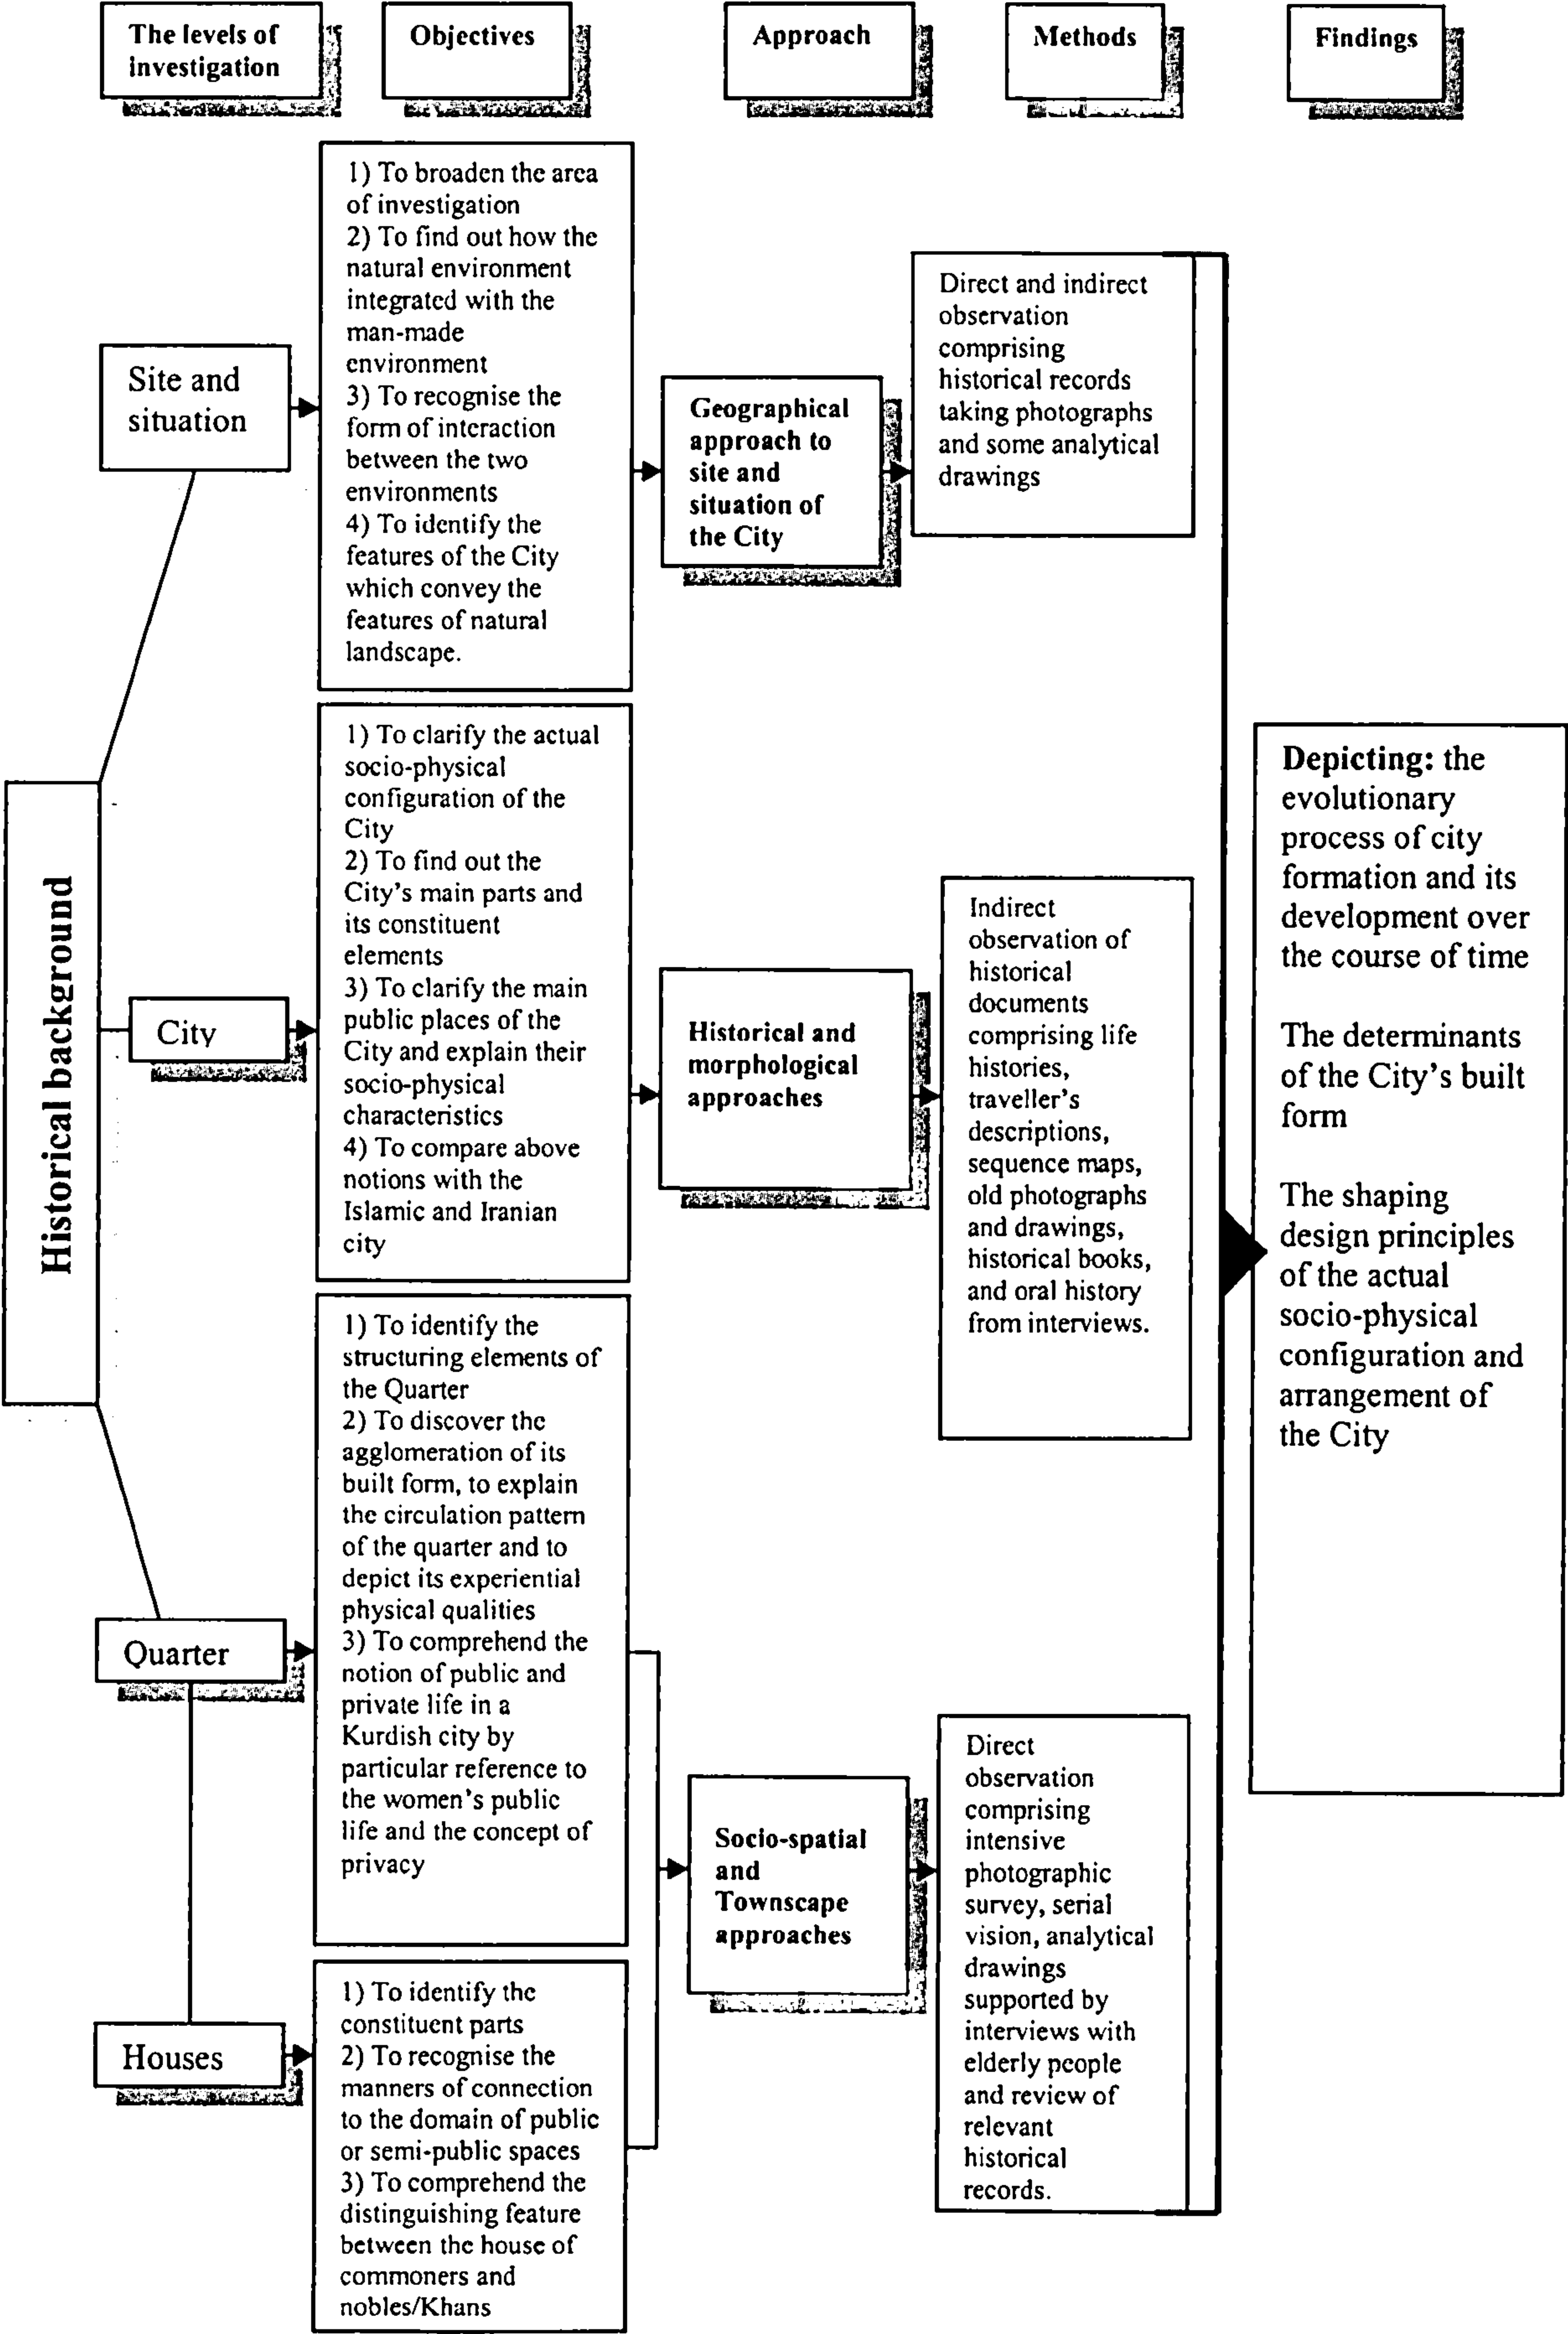 The levels of
investigation
Objectives
Approach
Methods
Findings
Historical background
Site and
situation
1) To broaden the area
of investigation
2) To find out how the
natural environment
integrated with the
man-made
environment
3) To recognise the
form of interaction
between the two
environments
4) To identify the
features of the City
which convey the
features of natural
landscape.
Geographical
approach to
site and
situation of
the City
Direct and indirect
observation
comprising
historical records
taking photographs
and some analytical
drawings
City
1) To clarify the actual
socio-physical
configuration of the
City
2) To find out the
City's main parts and
its constituent
elements
3) To clarify the main
public places of the
City and explain their
socio-physical
characteristics
4) To compare above
notions with the
Islamic and Iranian
city
Historical and
morphological
approaches
Indirect
observation of
historical
documents
comprising life
histories,
traveller's
descriptions,
sequence maps,
old photographs
and drawings,
historical books,
and oral history
from interviews.
Quarter
1) To identify the
structuring elements of
the Quarter
2) To discover the
agglomeration of its
built form, to explain
the circulation pattern
of the quarter and to
depict its experiential
physical qualities
3) To comprehend the
notion of public and
private life in a
Kurdish city by
particular reference to
the women's public
life and the concept of
privacy
Houses
1) To identify the
constituent parts
2) To recognise the
manners of connection
to the domain of public
or semi-public spaces
3) To comprehend the
distinguishing feature
between the house of
commoners and
nobles/Khans
Socio-spatial
and
Townscape
approaches
Direct
observation
comprising
intensive
photographic
survey, serial
vision, analytical
drawings
supported by
interviews with
elderly people
and review of
relevant
historical
records.
Depicting: the
evolutionary
process of city
formation and its
development over
the course of time
The determinants
of the City's built
form
The shaping
design principles
of the actual
socio-physical
configuration and
arrangement of
the City